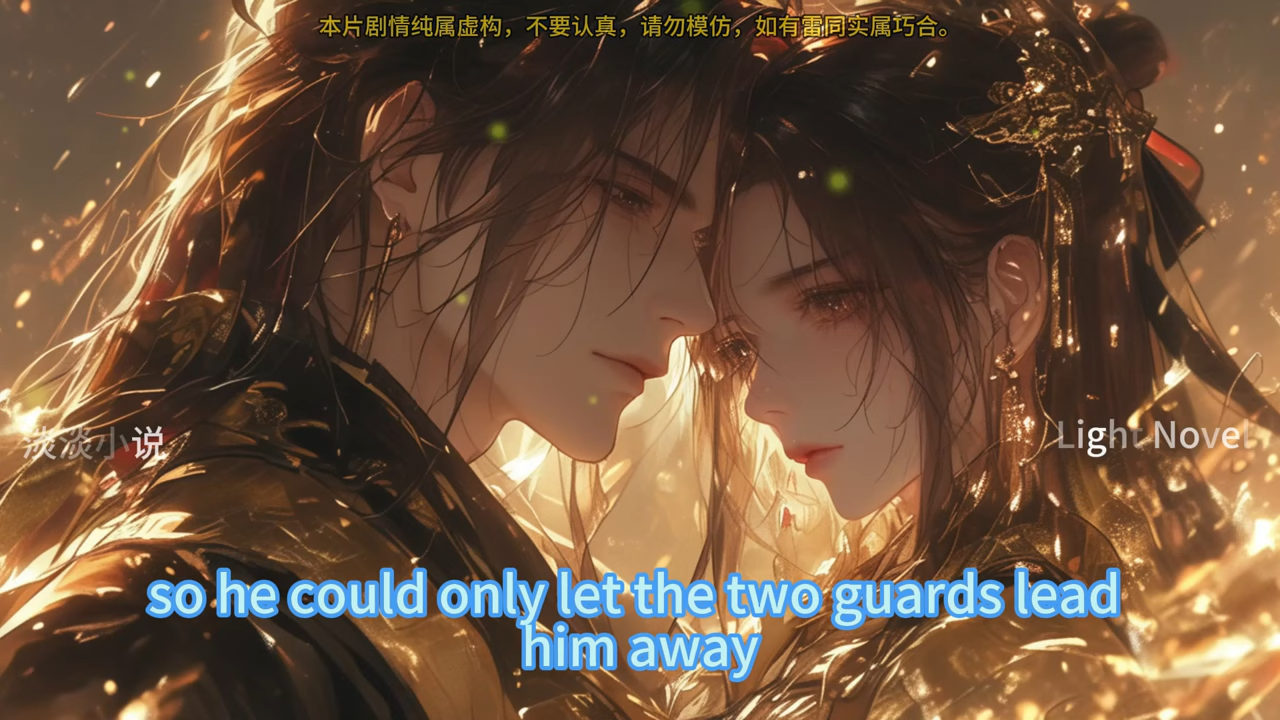 本片剧情纯属虚构，不要认真，请勿模仿，如有雷同实属巧合。
淡淡小说
Light Novel
so he could only let the two guards lead
him away